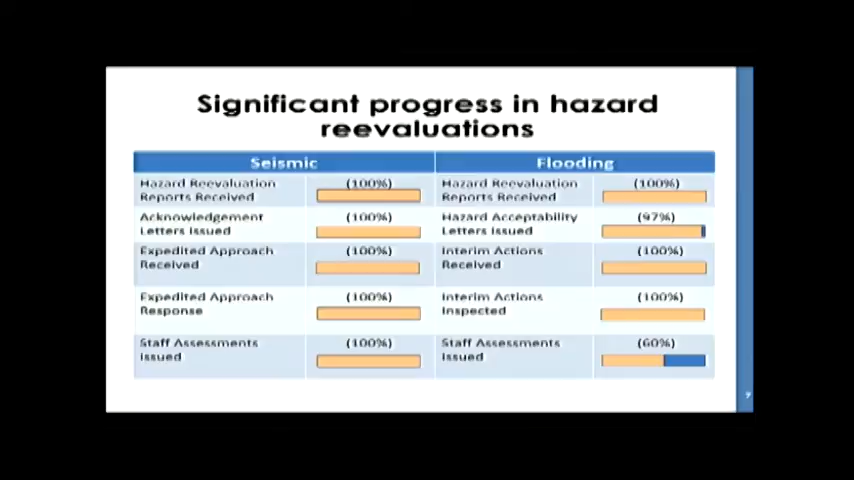 Significant progress in hazard
reevaluations
Seismic
Flooding
Hazard Reevaluation
Reports Received
(100%)
Hazard Reevaluation
Reports Received
(100%)
Acknowledgement
Letters Issued
(100%)
Hazard Acceptability
Letters Issued
(97%)
Expedited Approach
Received
(100%)
Interim Actions
Received
(100%)
Expedited Approach
Response
(100%)
Interim Actions
Inspected
(100%)
Staff Assessments
Issued
(100%)
Staff Assessments
Issued
(60%)